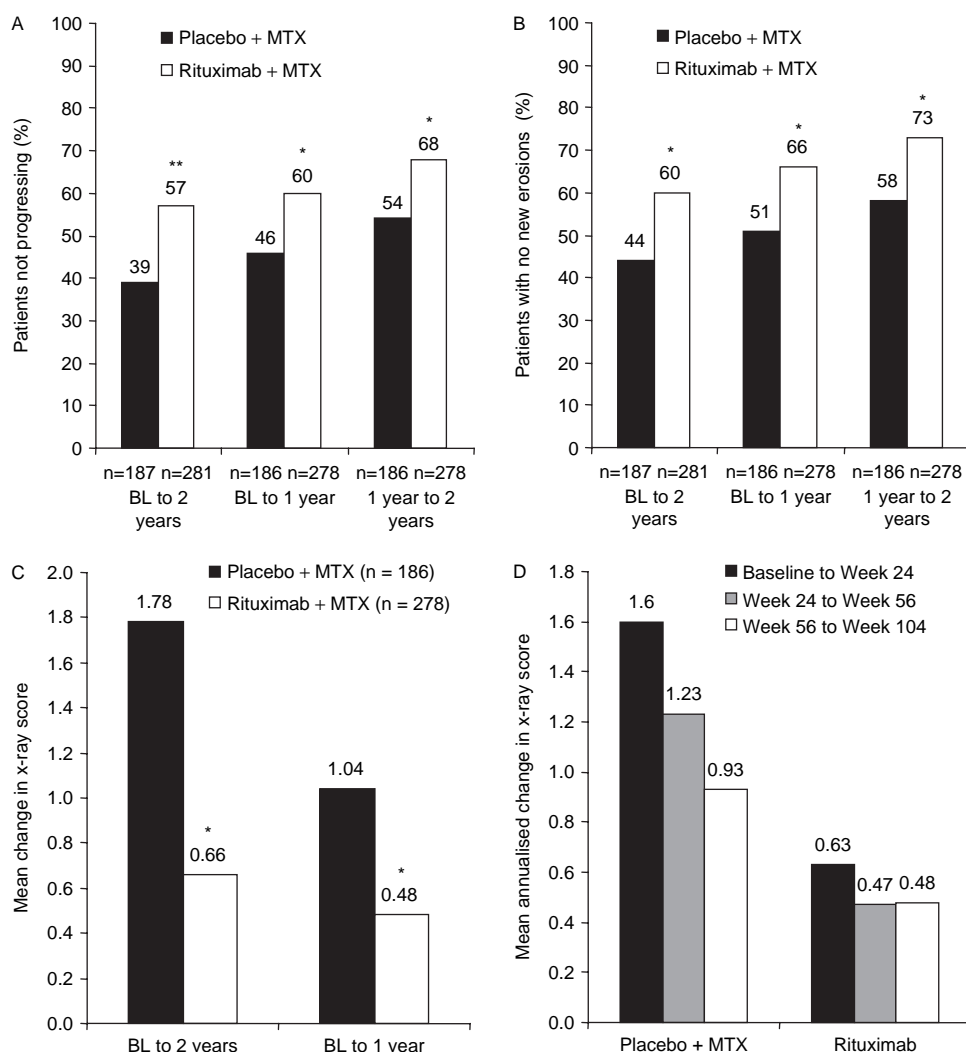 A
Placebo + MTX
Rituximab + MTX
Patients not progressing (%)
100
90
80
70
60
50
40
30
20
10
0
39
**
57
46
*
60
54
*
68
n=187 n=281
BL to 2
years
n=186 n=278
BL to 1 year
n=186 n=278
1 year to 2
years
B
Placebo + MTX
Rituximab + MTX
Patients with no new erosions (%)
100
90
80
70
60
50
40
30
20
10
0
44
*
60
51
*
66
58
*
73
n=187 n=281
BL to 2
years
n=186 n=278
BL to 1 year
n=186 n=278
1 year to 2
years
C
Placebo + MTX (n = 186)
Rituximab + MTX (n = 278)
Mean change in x-ray score
2.0
1.8
1.6
1.4
1.2
1.0
0.8
0.6
0.4
0.2
0.0
1.78
*
0.66
1.04
*
0.48
BL to 2 years
BL to 1 year
D
Baseline to Week 24
Week 24 to Week 56
Week 56 to Week 104
Mean annualised change in x-ray score
1.8
1.6
1.4
1.2
1.0
0.8
0.6
0.4
0.2
0.0
1.6
1.23
0.93
0.63
0.47
0.48
Placebo + MTX
Rituximab